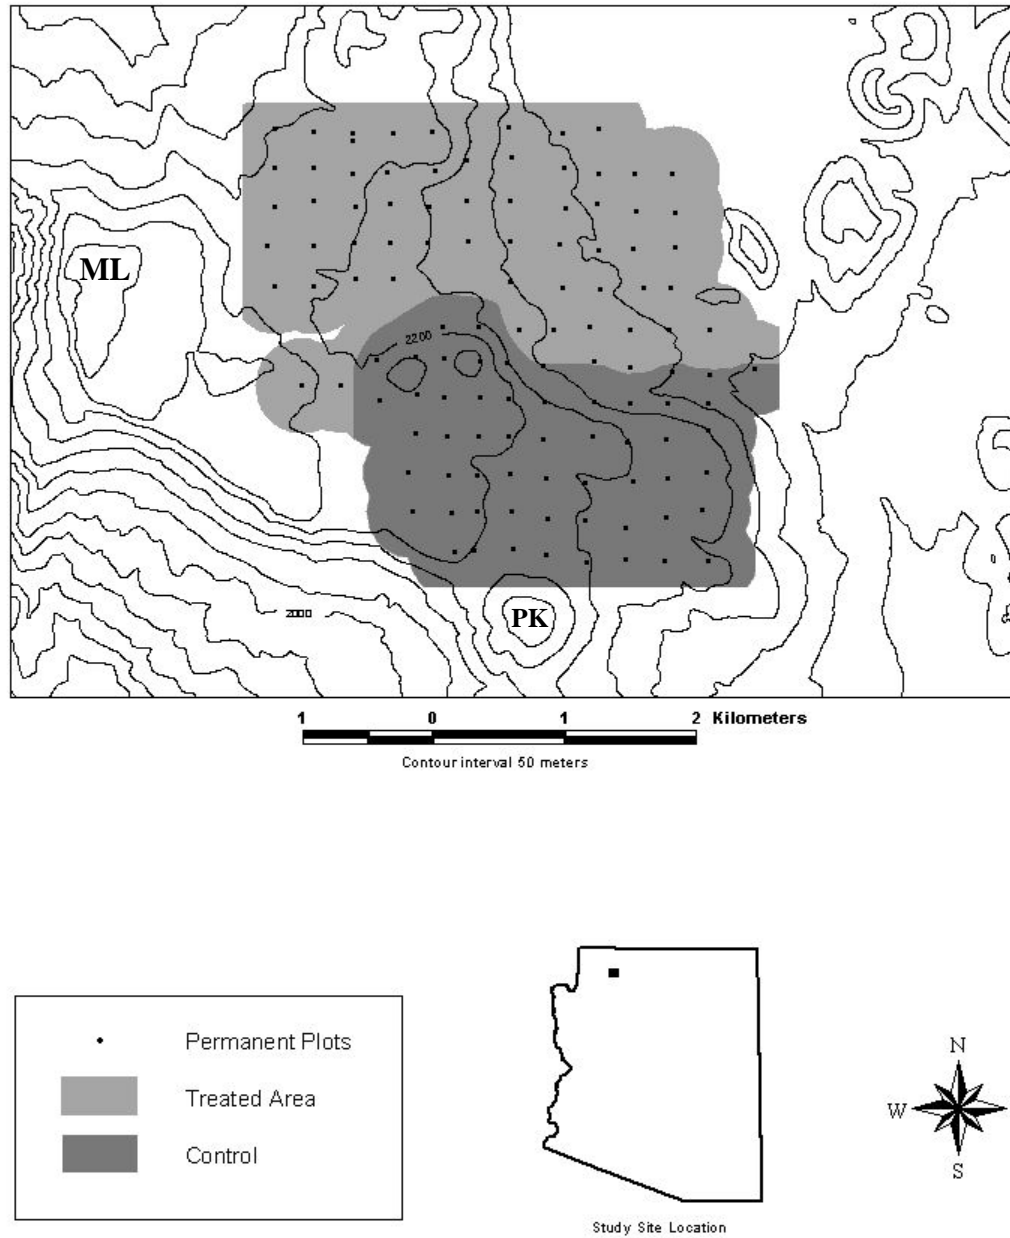 ML
2200
2000
PK
1 0 1 2 Kilometers
Contour interval 50 meters
Permanent Plots
Treated Area
Control
Study Site Location
N
W
S